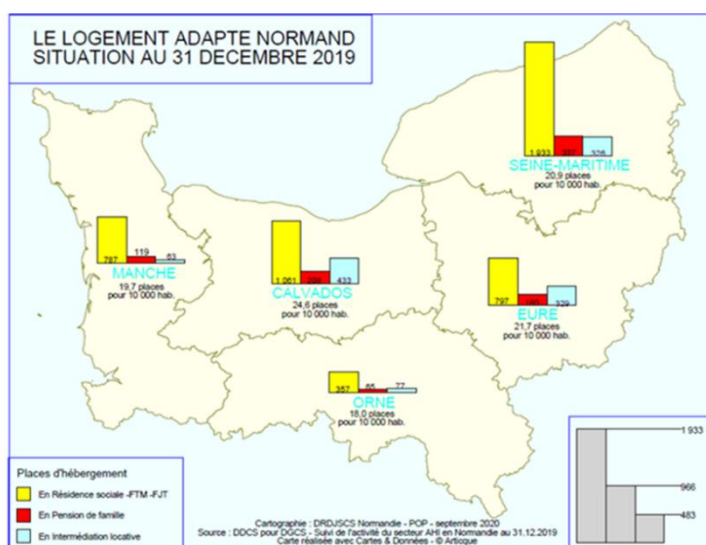 LE LOGEMENT ADAPTE NORMAND
SITUATION AU 31 DECEMBRE 2019
1 933
326
SEINE-MARITIME
20,9 places
pour 10 000 hab.
787
119
63
MANCHE
19,7 places
pour 10 000 hab.
1 061
433
CALVADOS
24,6 places
pour 10 000 hab.
797
329
EURE
21,7 places
pour 10 000 hab.
357
65
77
ORNE
18,0 places
pour 10 000 hab.
1 933
966
483
Places d'hébergement
En Résidence sociale -FTM -FJT
En Pension de famille
En Intermédiation locative
Cartographie : DRDJSCS Normandie - POP - septembre 2020
Source : DDCS pour DGCS - Suivi de l'activité du secteur AHI en Normandie au 31.12.2019
Carte réalisée avec Cartes & Données - © Articque